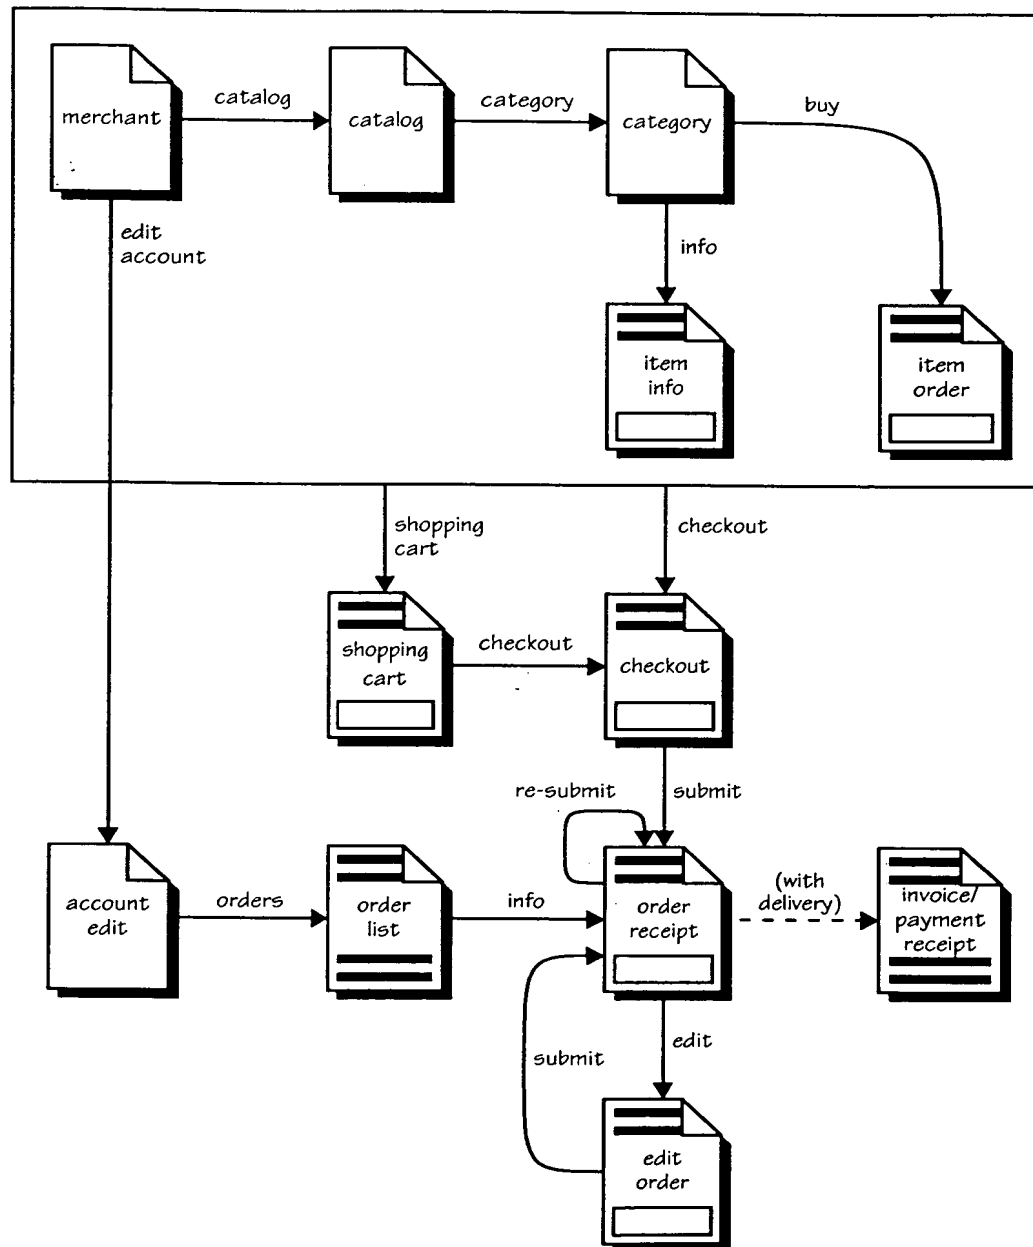 merchant
catalog
catalog
category
category
buy
edit
account
info
item
info
item
order
shopping
cart
checkout
shopping
cart
checkout
checkout
re-submit
submit
account
edit
orders
order
list
info
order
receipt
(with
delivery)
invoice/
payment
receipt
submit
edit
edit
order